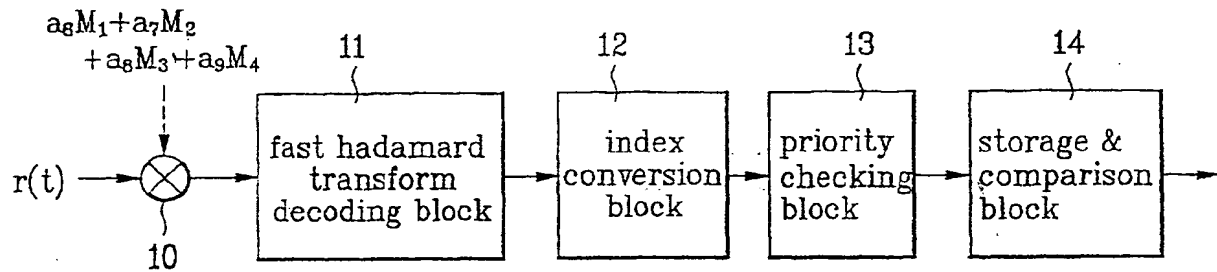 a₆M₁+a₇M₂
+a₈M₃+a₉M₄
r(t)
10
11
fast hadamard
transform
decoding block
12
index
conversion
block
13
priority
checking
block
14
storage &
comparison
block